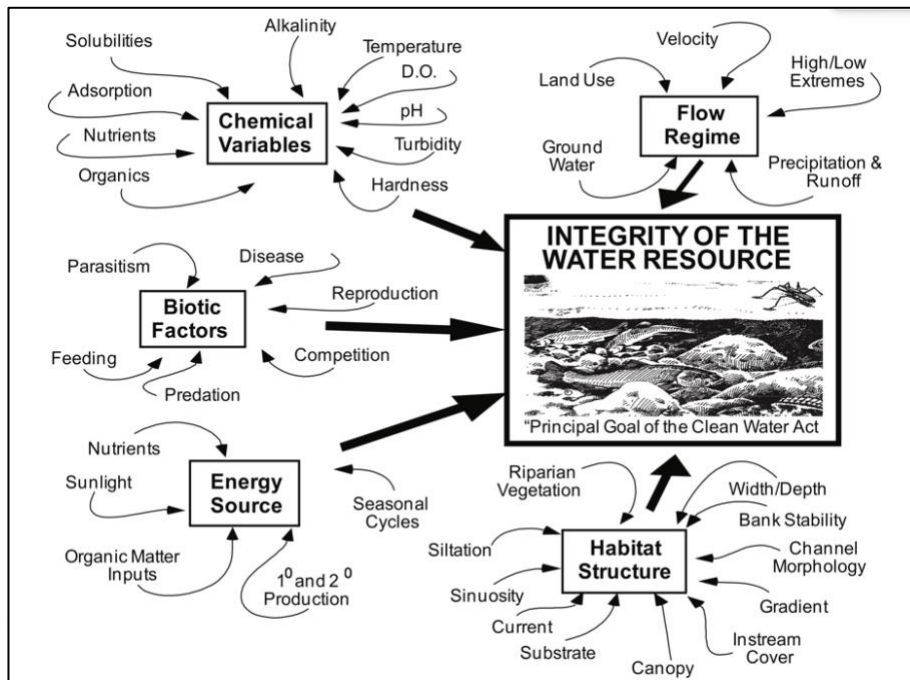 Solubilities
Alkalinity
Temperature
D.O.
Adsorption
Chemical
Variables
pH
Nutrients
Turbidity
Organics
Hardness
Velocity
High/Low
Extremes
Land Use
Flow
Regime
Ground
Water
Precipitation &
Runoff
INTEGRITY OF THE
WATER RESOURCE
"Principal Goal of the Clean Water Act
Parasitism
Disease
Reproduction
Biotic
Factors
Feeding
Competition
Predation
Nutrients
Sunlight
Energy
Source
Seasonal
Cycles
Organic Matter
Inputs
1⁰ and 2⁰
Production
Riparian
Vegetation
Width/Depth
Bank Stability
Siltation
Habitat
Structure
Channel
Morphology
Sinuosity
Gradient
Current
Substrate
Instream
Cover
Canopy